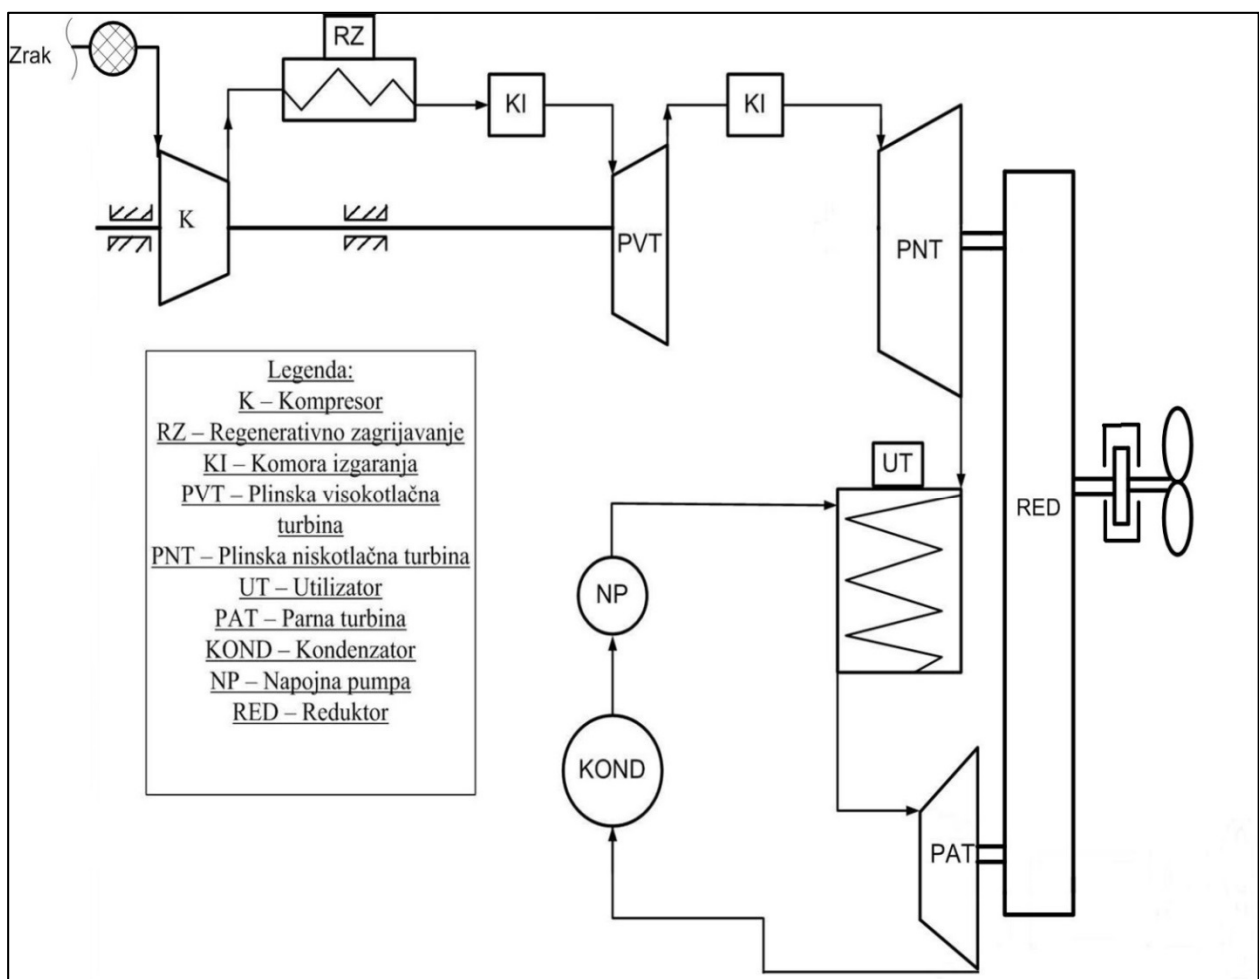 RZ
Zrak
KI
KI
K
PVT
PNT
Legenda:
K – Kompresor
RZ – Regenerativno zagrijavanje
KI – Komora izgaranja
PVT – Plinska visokotlačna
turbina
PNT – Plinska niskotlačna turbina
UT – Utilizator
PAT – Parna turbina
KOND – Kondenzator
NP – Napojna pumpa
RED – Reduktor
UT
RED
NP
KOND
PAT